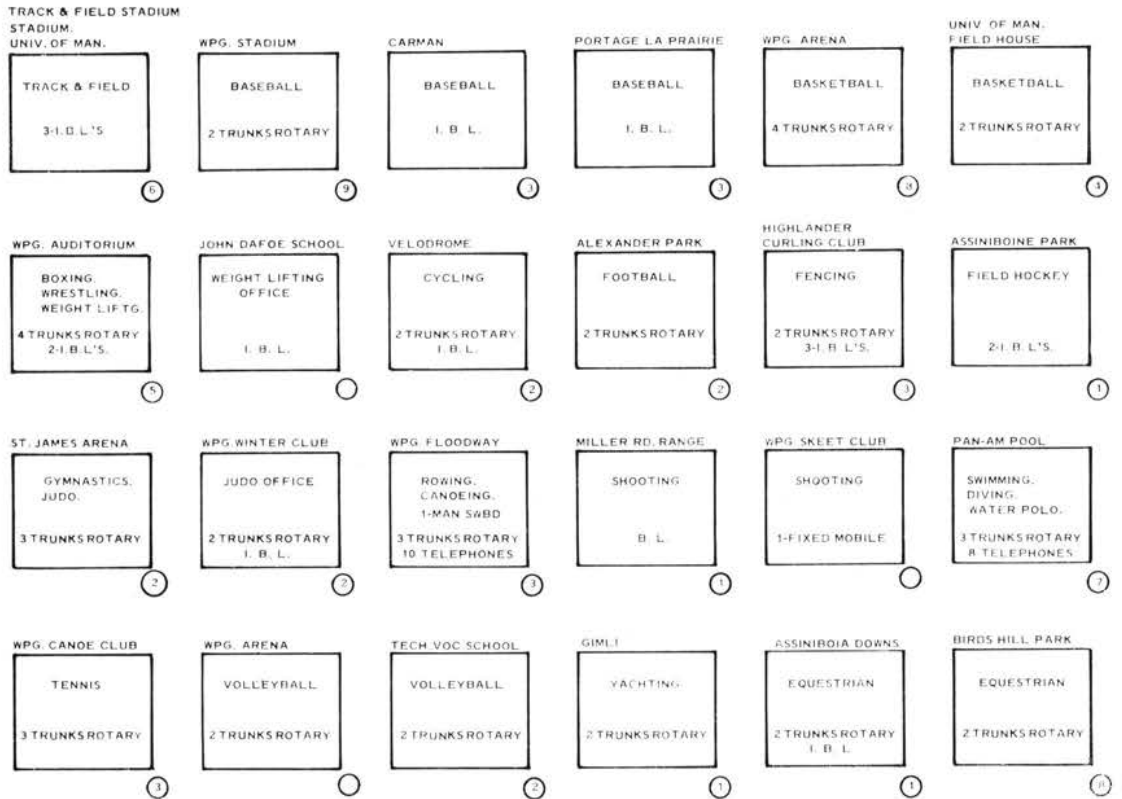 TRACK & FIELD STADIUM
STADIUM.
UNIV. OF MAN.
TRACK & FIELD
3-I.B.L.'S
6
WPG. STADIUM
BASEBALL
2 TRUNKS ROTARY
9
CARMAN
BASEBALL
I. B. L.
3
PORTAGE LA PRAIRIE
BASEBALL
I. B. L.
3
WPG. ARENA
BASKETBALL
4 TRUNKS ROTARY
UNIV. OF MAN.
FIELD HOUSE
BASKETBALL
2 TRUNKS ROTARY
4
WPG. AUDITORIUM
BOXING.
WRESTLING.
WEIGHT LIFTG.
4 TRUNKS ROTARY
2-I.B.L'S.
5
JOHN DAFOE SCHOOL
WEIGHT LIFTING
OFFICE
I. B. L.
VELODROME
CYCLING
2 TRUNKS ROTARY
I. B. L.
2
ALEXANDER PARK
FOOTBALL
2 TRUNKS ROTARY
2
HIGHLANDER
CURLING CLUB
FENCING
2 TRUNKS ROTARY
3-I. B L'S.
3
ASSINIBOINE PARK
FIELD HOCKEY
2-I. B. L'S.
1
ST. JAMES ARENA
GYMNASTICS.
JUDO.
3 TRUNKS ROTARY
2
WPG. WINTER CLUB
JUDO OFFICE
2 TRUNKS ROTARY
I. B. L.
2
WPG. FLOODWAY
ROWING.
CANOEING.
1-MAN SWBD
3 TRUNKS ROTARY
10 TELEPHONES
3
MILLER RD. RANGE
SHOOTING
B. L.
1
WPG. SKEET CLUB
SHOOTING
1-FIXED MOBILE
PAN-AM POOL
SWIMMING.
DIVING.
WATER POLO.
3 TRUNKS ROTARY
8 TELEPHONES
7
WPG. CANOE CLUB
TENNIS
3 TRUNKS ROTARY
3
WPG. ARENA
VOLLEYBALL
2 TRUNKS ROTARY
TECH VOC SCHOOL
VOLLEYBALL
2 TRUNKS ROTARY
2
GIMLI
YACHTING
2 TRUNKS ROTARY
1
ASSINIBOIA DOWNS
EQUESTRIAN
2 TRUNKS ROTARY
I. B. L
1
BIRDS HILL PARK
EQUESTRIAN
2 TRUNKS ROTARY